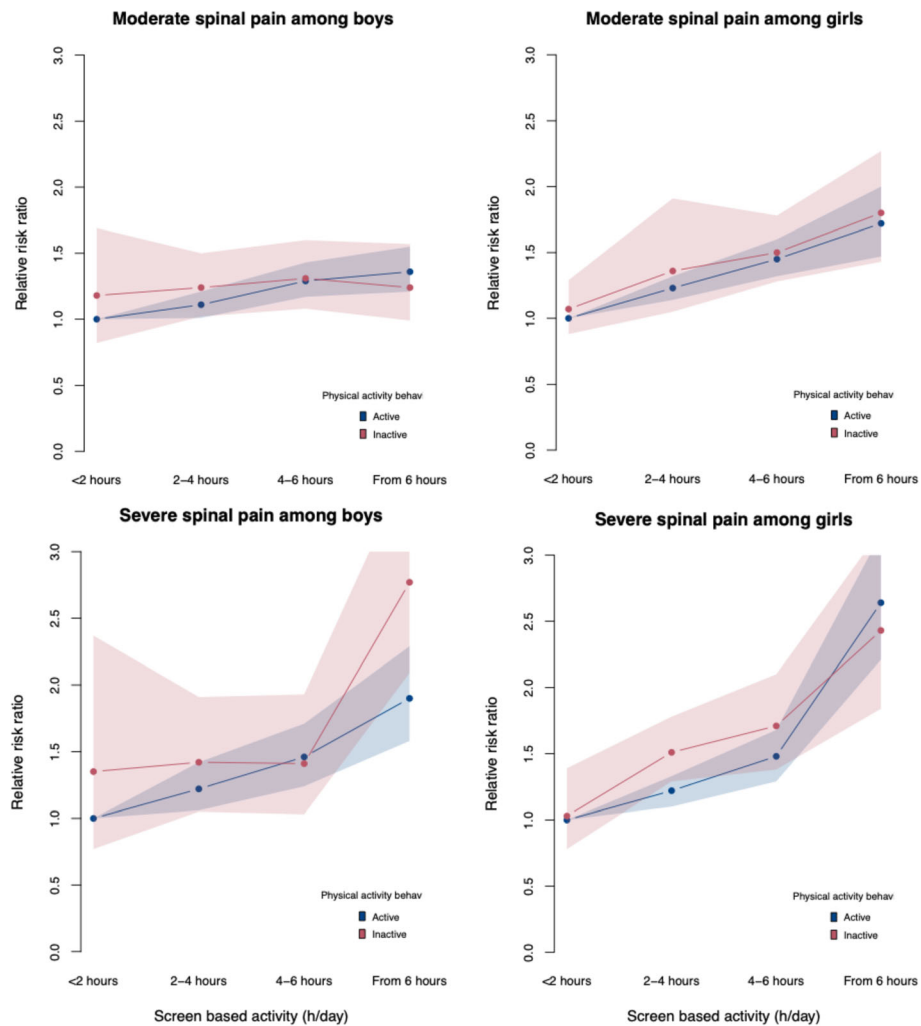 Moderate spinal pain among boys
Relative risk ratio
3.0
2.5
2.0
1.5
1.0
0.5
0.0
Physical activity behav
Active
Inactive
<2 hours 2–4 hours 4–6 hours From 6 hours
Moderate spinal pain among girls
Relative risk ratio
3.0
2.5
2.0
1.5
1.0
0.5
0.0
Physical activity behav
Active
Inactive
<2 hours 2–4 hours 4–6 hours From 6 hours
Severe spinal pain among boys
Relative risk ratio
3.0
2.5
2.0
1.5
1.0
0.5
0.0
Physical activity behav
Active
Inactive
<2 hours 2–4 hours 4–6 hours From 6 hours
Screen based activity (h/day)
Severe spinal pain among girls
Relative risk ratio
3.0
2.5
2.0
1.5
1.0
0.5
0.0
Physical activity behav
Active
Inactive
<2 hours 2–4 hours 4–6 hours From 6 hours
Screen based activity (h/day)